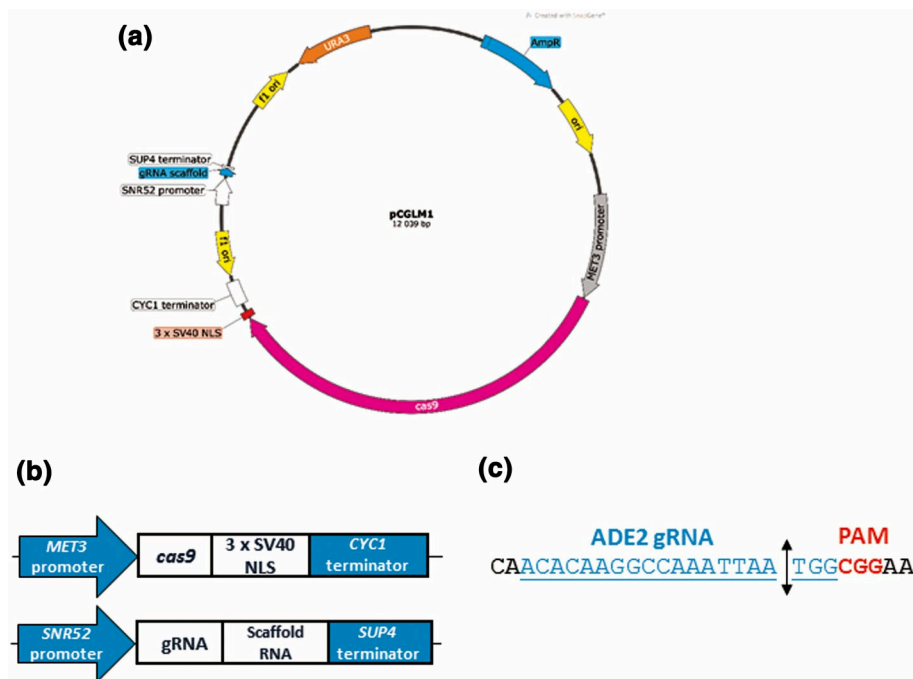 Created with SnapGene®
(a)
URA3
AmpR
f1 ori
ori
SUP4 terminator
gRNA scaffold
SNR52 promoter
pCGLM1
12 039 bp
MET3 promoter
f1 ori
CYC1 terminator
3 x SV40 NLS
cas9
(b)
(c)
MET3
promoter
cas9
3 x SV40
NLS
CYC1
terminator
SNR52
promoter
gRNA
Scaffold
RNA
SUP4
terminator
ADE2 gRNA
PAM
CAACACAAGGCCAAATTAA TGGCGGAA